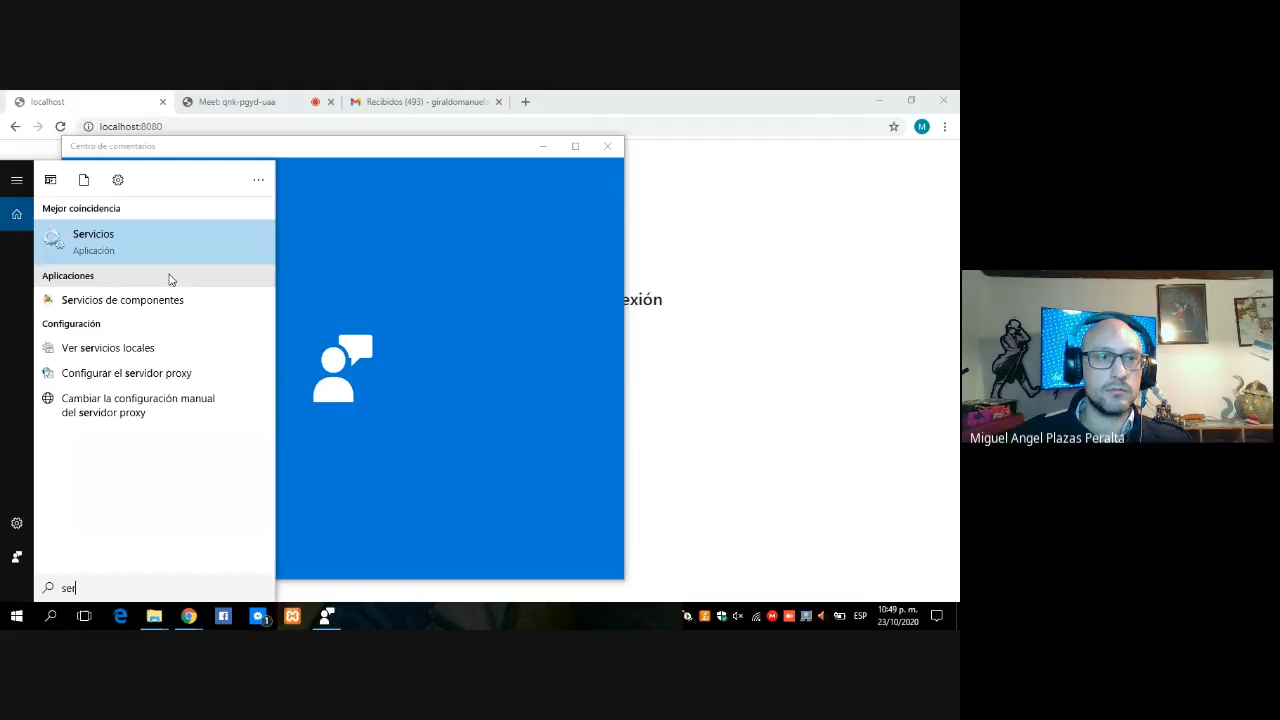 localhost
Meet: qnk-pgyd-uaa
Recibidos (493) - giraldomanuela
localhost:8080
M
Centro de comentarios
Mejor coincidencia
Servicios
Aplicación
Aplicaciones
Servicios de componentes
Configuración
Ver servicios locales
Configurar el servidor proxy
Cambiar la configuración manual
del servidor proxy
exión
ser
1
ESP
10:49 p. m.
23/10/2020
Miguel Angel Plazas Peralta